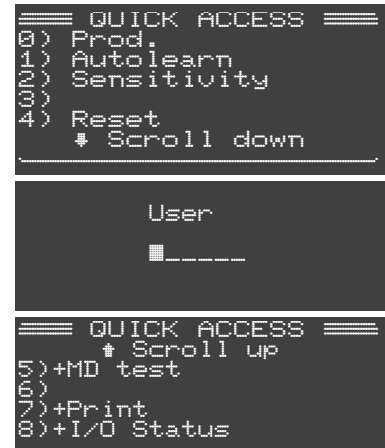 QUICK ACCESS
0) Prod.
1) Autolearn
2) Sensitivity
3)
4) Reset
⬇ Scroll down
User
█_____
QUICK ACCESS
⬆ Scroll up
5)+MD test
6)
7)+Print
8)+I/O Status